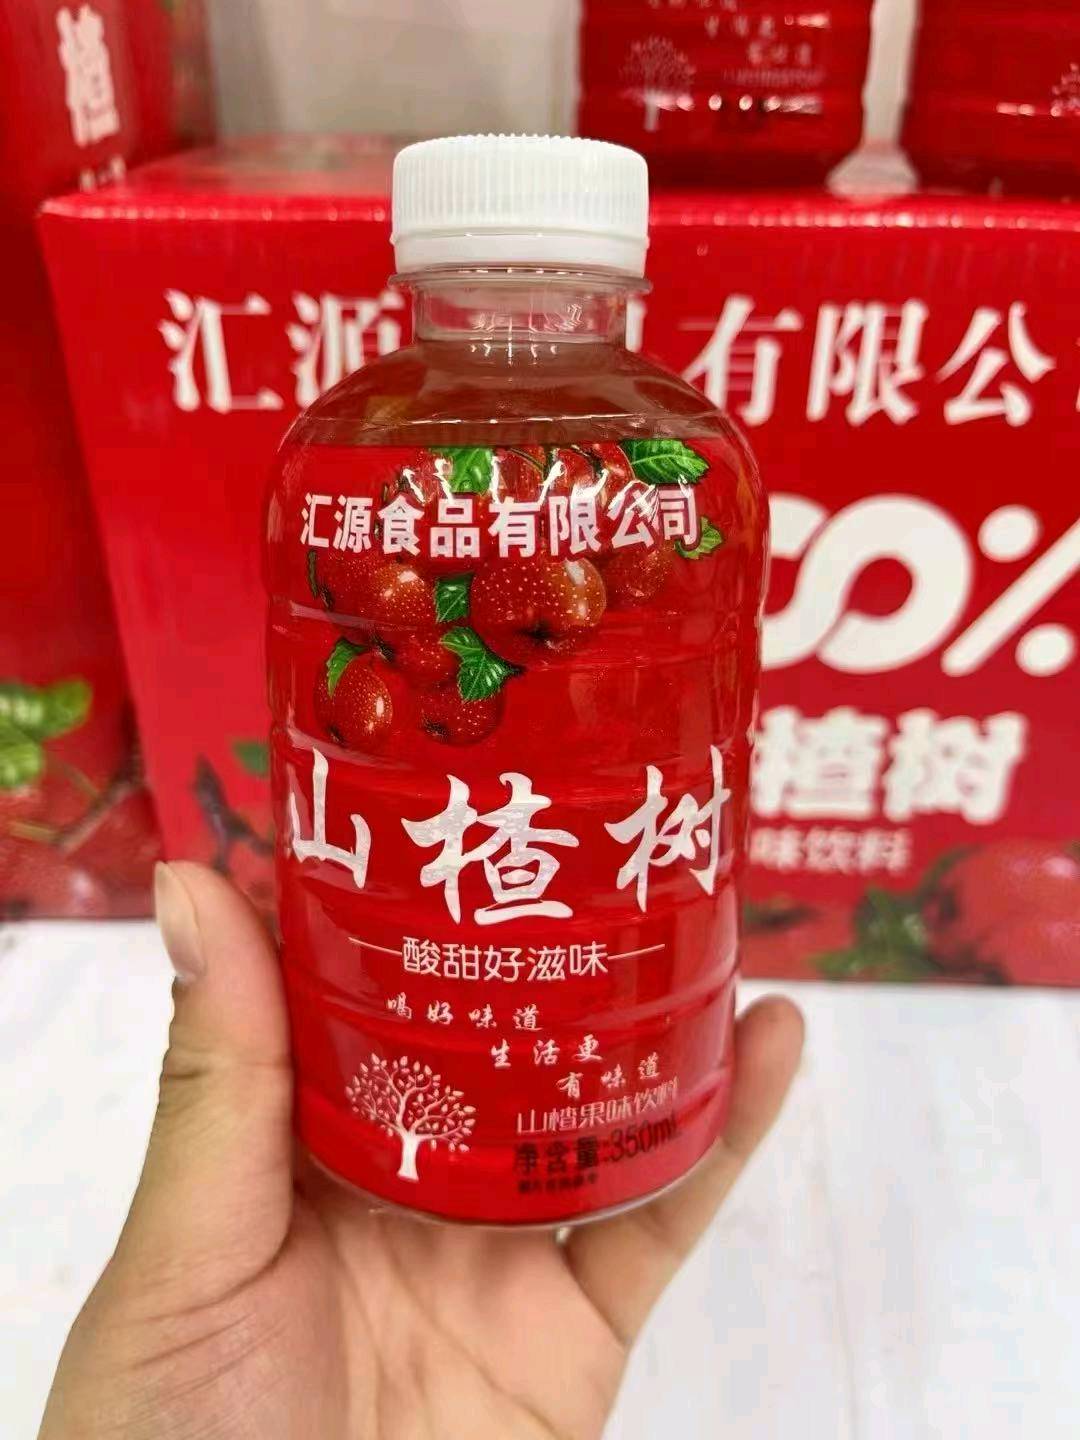 汇源食品有限公司
山楂树
酸甜好滋味
喝好味道
生活更
有味道
山楂果味饮料
净含量:350mL
汇源
有限公
00%
楂树
味饮料